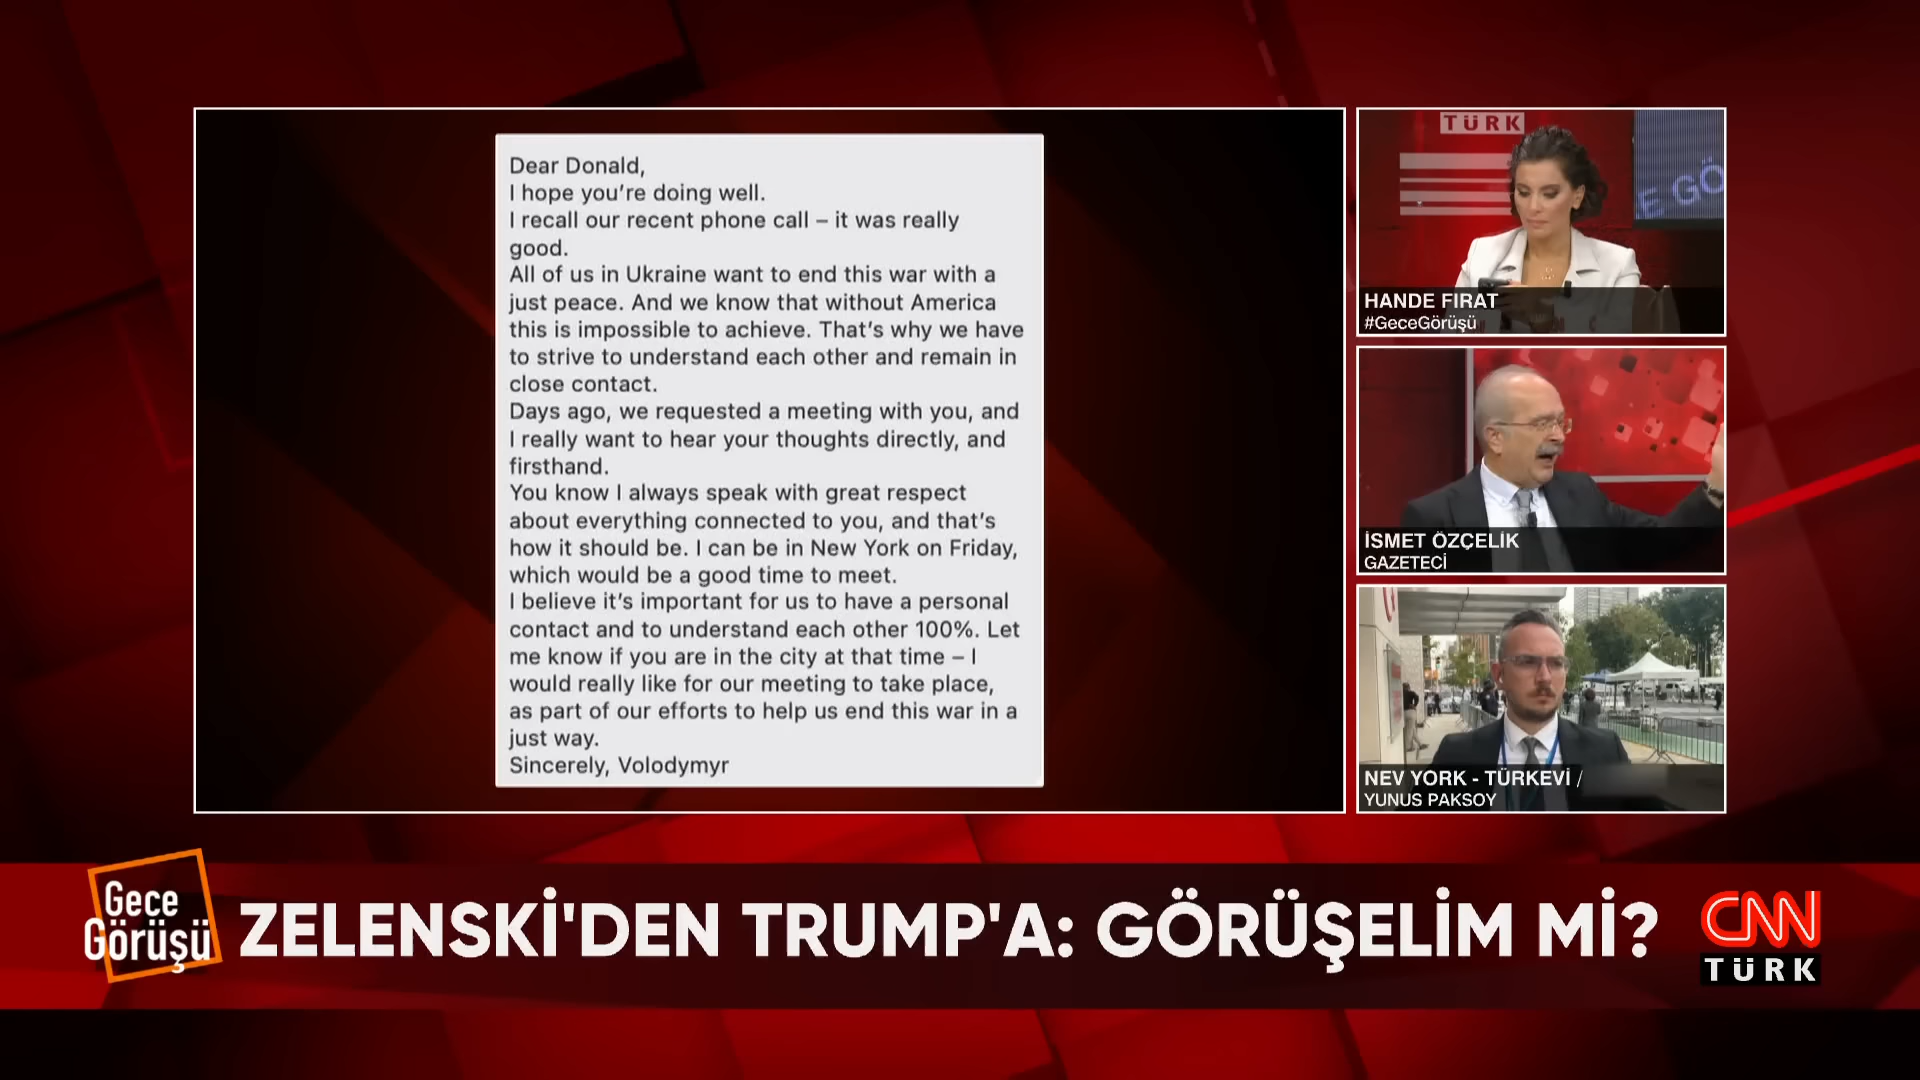 Dear Donald,
I hope you're doing well.
I recall our recent phone call – it was really
good.
All of us in Ukraine want to end this war with a
just peace. And we know that without America
this is impossible to achieve. That's why we have
to strive to understand each other and remain in
close contact.
Days ago, we requested a meeting with you, and
I really want to hear your thoughts directly, and
firsthand.
You know I always speak with great respect
about everything connected to you, and that's
how it should be. I can be in New York on Friday,
which would be a good time to meet.
I believe it's important for us to have a personal
contact and to understand each other 100%. Let
me know if you are in the city at that time – I
would really like for our meeting to take place,
as part of our efforts to help us end this war in a
just way.
Sincerely, Volodymyr
TÜRK
E GÖ
HANDE FIRAT
#GeceGörüşü
İSMET ÖZÇELİK
GAZETECİ
NEV YORK - TÜRKEVİ /
YUNUS PAKSOY
Gece
Görüşü
ZELENSKİ'DEN TRUMP'A: GÖRÜŞELİM Mİ?
CNN
TÜRK